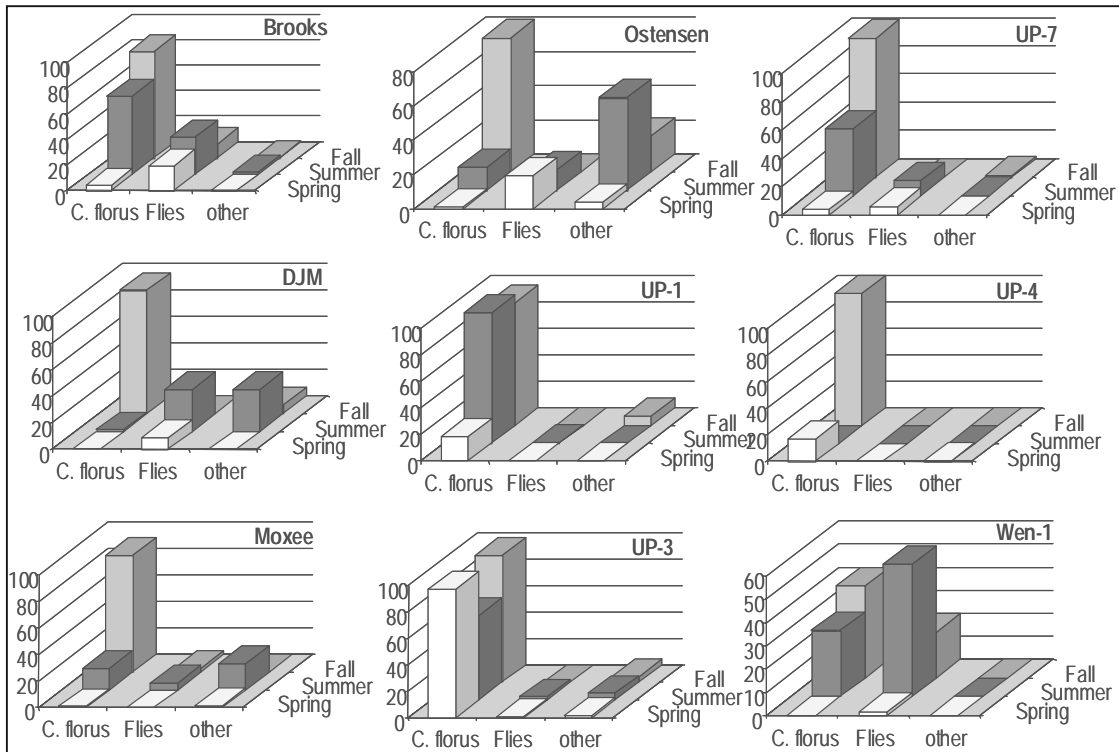 Brooks
100
80
60
40
20
0
C. florus Flies other
Spring
Summer
Fall
Ostensen
80
60
40
20
0
C. florus Flies other
Spring
Summer
Fall
UP-7
100
80
60
40
20
0
C. florus Flies other
Spring
Summer
Fall
DJM
100
80
60
40
20
0
C. florus Flies other
Spring
Summer
Fall
UP-1
100
80
60
40
20
0
C. florus Flies other
Spring
Summer
Fall
UP-4
100
80
60
40
20
0
C. florus Flies other
Spring
Summer
Fall
Moxee
100
80
60
40
20
0
C. florus Flies other
Spring
Summer
Fall
UP-3
100
80
60
40
20
0
C. florus Flies other
Spring
Summer
Fall
Wen-1
60
50
40
30
20
10
0
C. florus Flies other
Spring
Summer
Fall